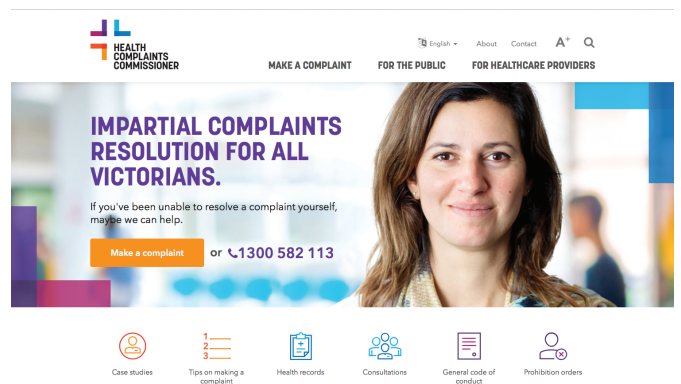 HEALTH
COMPLAINTS
COMMISSIONER
English
About
Contact
A+
MAKE A COMPLAINT
FOR THE PUBLIC
FOR HEALTHCARE PROVIDERS
IMPARTIAL COMPLAINTS
RESOLUTION FOR ALL
VICTORIANS.
If you've been unable to resolve a complaint yourself,
maybe we can help.
Make a complaint or 1300 582 113
1
2
3
Case studies
Tips on making a
complaint
Health records
Consultations
General code of
conduct
Prohibition orders